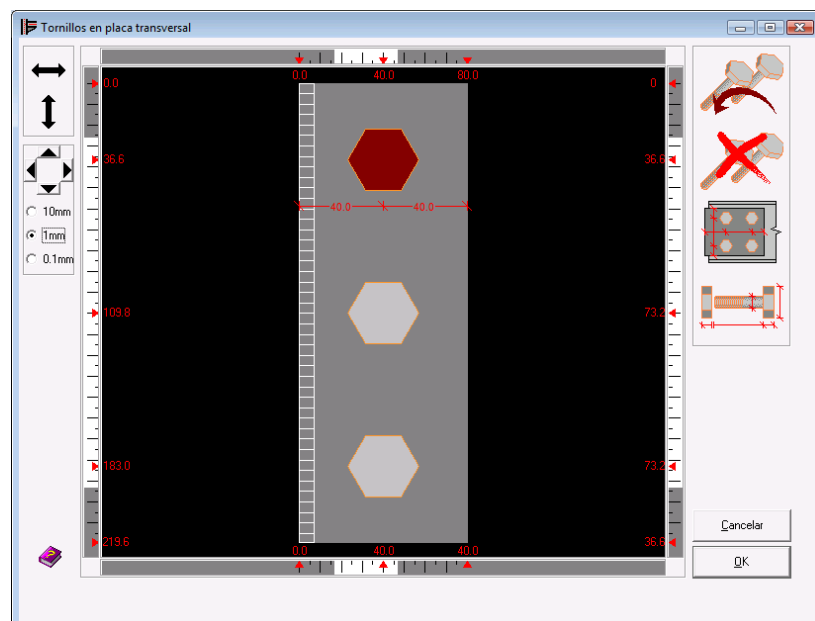 Tornillos en placa transversal
0.0 40.0 80.0
0.0 0
36.6 36.6
40.0 40.0
10mm
1mm
0.1mm
109.8 73.2
183.0 73.2
219.6 36.6
0.0 40.0 40.0
Cancelar
OK